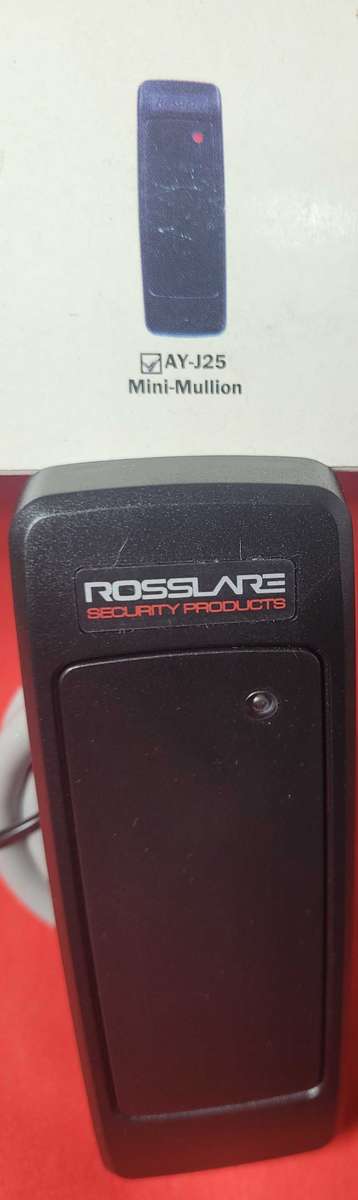 AY-J25
Mini-Mullion
ROSSLARE
SECURITY PRODUCTS